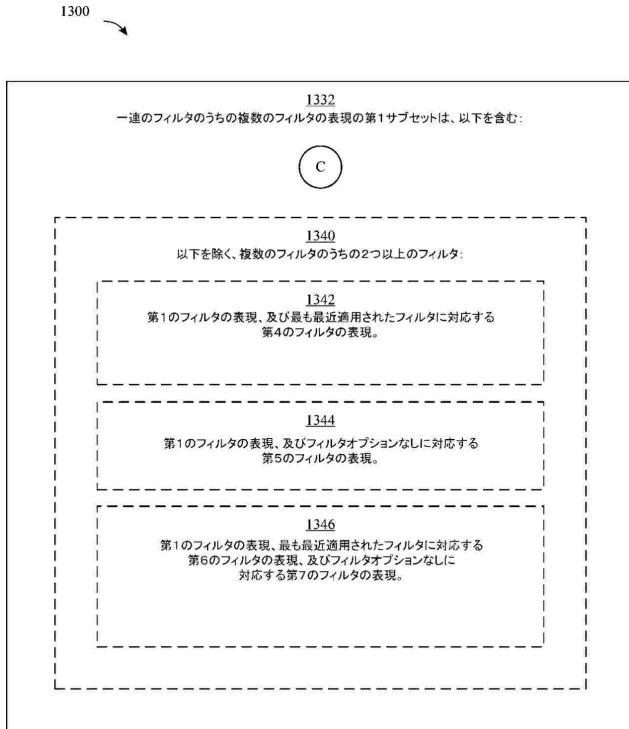 1300
1332
一連のフィルタのうちの複数のフィルタの表現の第1サブセットは、以下を含む:
C
1340
以下を除く、複数のフィルタのうちの2つ以上のフィルタ:
1342
第1のフィルタの表現、及び最も最近適用されたフィルタに対応する
第4のフィルタの表現。
1344
第1のフィルタの表現、及びフィルタオプションなしに対応する
第5のフィルタの表現。
1346
第1のフィルタの表現、最も最近適用されたフィルタに対応する
第6のフィルタの表現、及びフィルタオプションなしに
対応する第7のフィルタの表現。